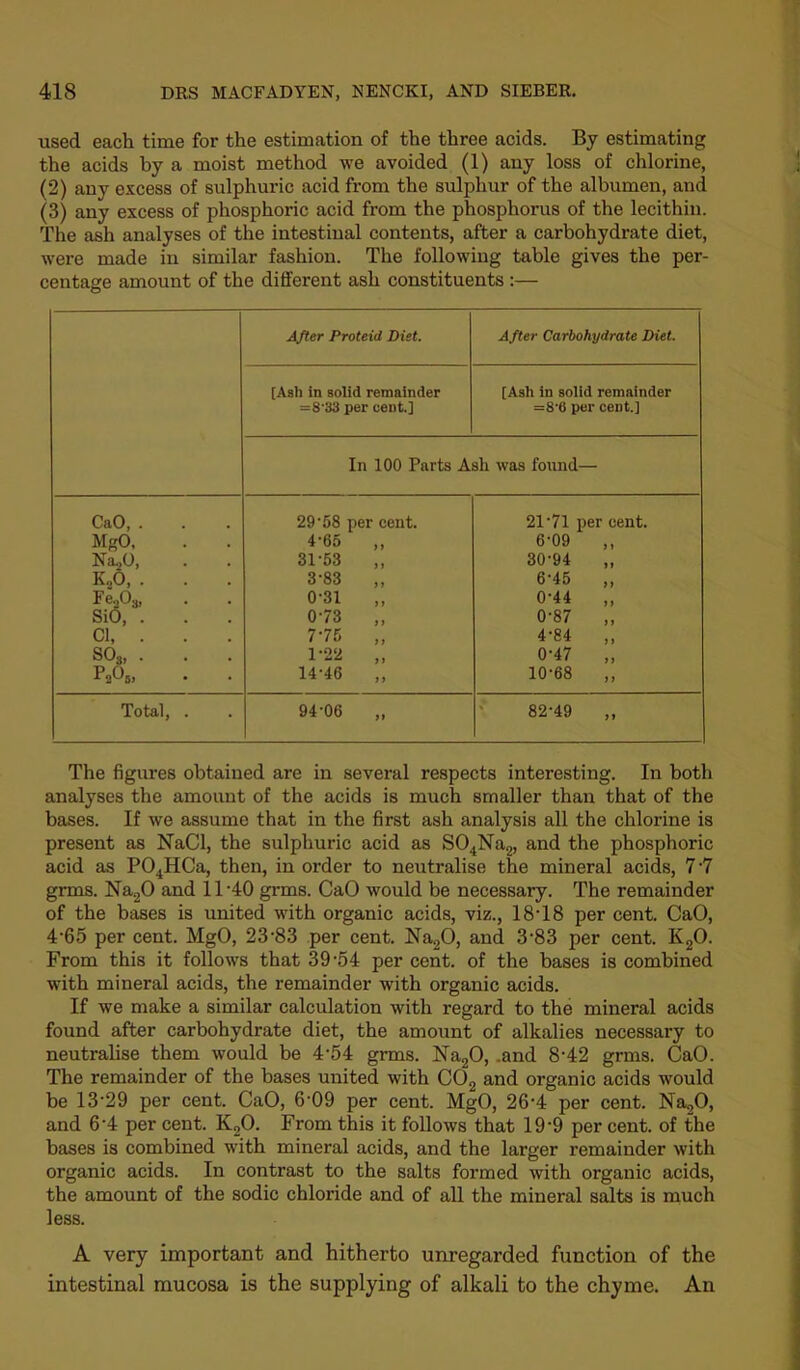 418 DRS MACFADYEN, NENCKI, AND SIEBER.
used each time for the estimation of the three acids. By estimating
the acids by a moist method we avoided (1) any loss of chlorine,
(2) any excess of sulphuric acid from the sulphur of the albumen, and
(3) any excess of phosphoric acid from the phosphorus of the lecithin.
The ash analyses of the intestinal contents, after a carbohydrate diet,
were made in similar fashion. The following table gives the per-
centage amount of the different ash constituents :—
After Proteid Diet. After Carbohydrate Diet.
[Ash in solid remainder [Ash in solid remainder
=8·33 per cent.] =8·6 per cent.]
In 100 Parts Ash was found—
CaO, . . . 29·58 per cent. 21·71 per cent.
MgO, . . 4·65 ,, 6·09 ,,
Na₂O, . . 31·53 ,, 30·94 ,,
K₂O, . . . 3·83 ,, 6·45 ,,
Fe₂O₃, . . 0·31 ,, 0·44 ,,
SiO, . . . 0·73 ,, 0·87 ,,
Cl, . . . 7·75 ,, 4·84 ,,
SO₃, . . . 1·22 ,, 0·47 ,,
P₂O₅, . . 14·46 ,, 10·68 ,,
Total, . . 94·06 ,, 82·49 ,,
The figures obtained are in several respects interesting. In both
analyses the amount of the acids is much smaller than that of the
bases. If we assume that in the first ash analysis all the chlorine is
present as NaCl, the sulphuric acid as SO₄Na₂, and the phosphoric
acid as PO₄HCa, then, in order to neutralise the mineral acids, 7·7
grms. Na₂O and 11·40 grms. CaO would be necessary. The remainder
of the bases is united with organic acids, viz., 18·18 per cent. CaO,
4·65 per cent. MgO, 23·83 per cent. Na₂O, and 3·83 per cent. K₂O.
From this it follows that 39·54 per cent. of the bases is combined
with mineral acids, the remainder with organic acids.
If we make a similar calculation with regard to the mineral acids
found after carbohydrate diet, the amount of alkalies necessary to
neutralise them would be 4·54 grms. Na₂O, and 8·42 grms. CaO.
The remainder of the bases united with CO₂ and organic acids would
be 13·29 per cent. CaO, 6·09 per cent. MgO, 26·4 per cent. Na₂O,
and 6·4 per cent. K₂O. From this it follows that 19·9 per cent. of the
bases is combined with mineral acids, and the larger remainder with
organic acids. In contrast to the salts formed with organic acids,
the amount of the sodic chloride and of all the mineral salts is much
less.
A very important and hitherto unregarded function of the
intestinal mucosa is the supplying of alkali to the chyme. An